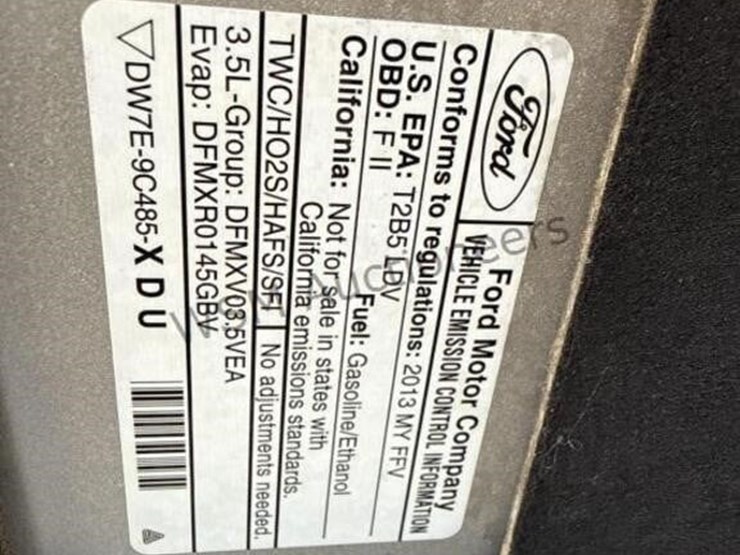 Ford
Ford Motor Company
VEHICLE EMISSION CONTROL INFORMATION
Conforms to regulations: 2013 MY FFV
U.S. EPA: T2B5 LDV
OBD: F II Fuel: Gasoline/Ethanol
California: Not for sale in states with
California emissions standards.
TWC/HO2S/HAFS/SFI No adjustments needed.
3.5L-Group: DFMXV03.5VEA
Evap: DFMXR0145GBV
DW7E-9C485-X D U
Auctioneers